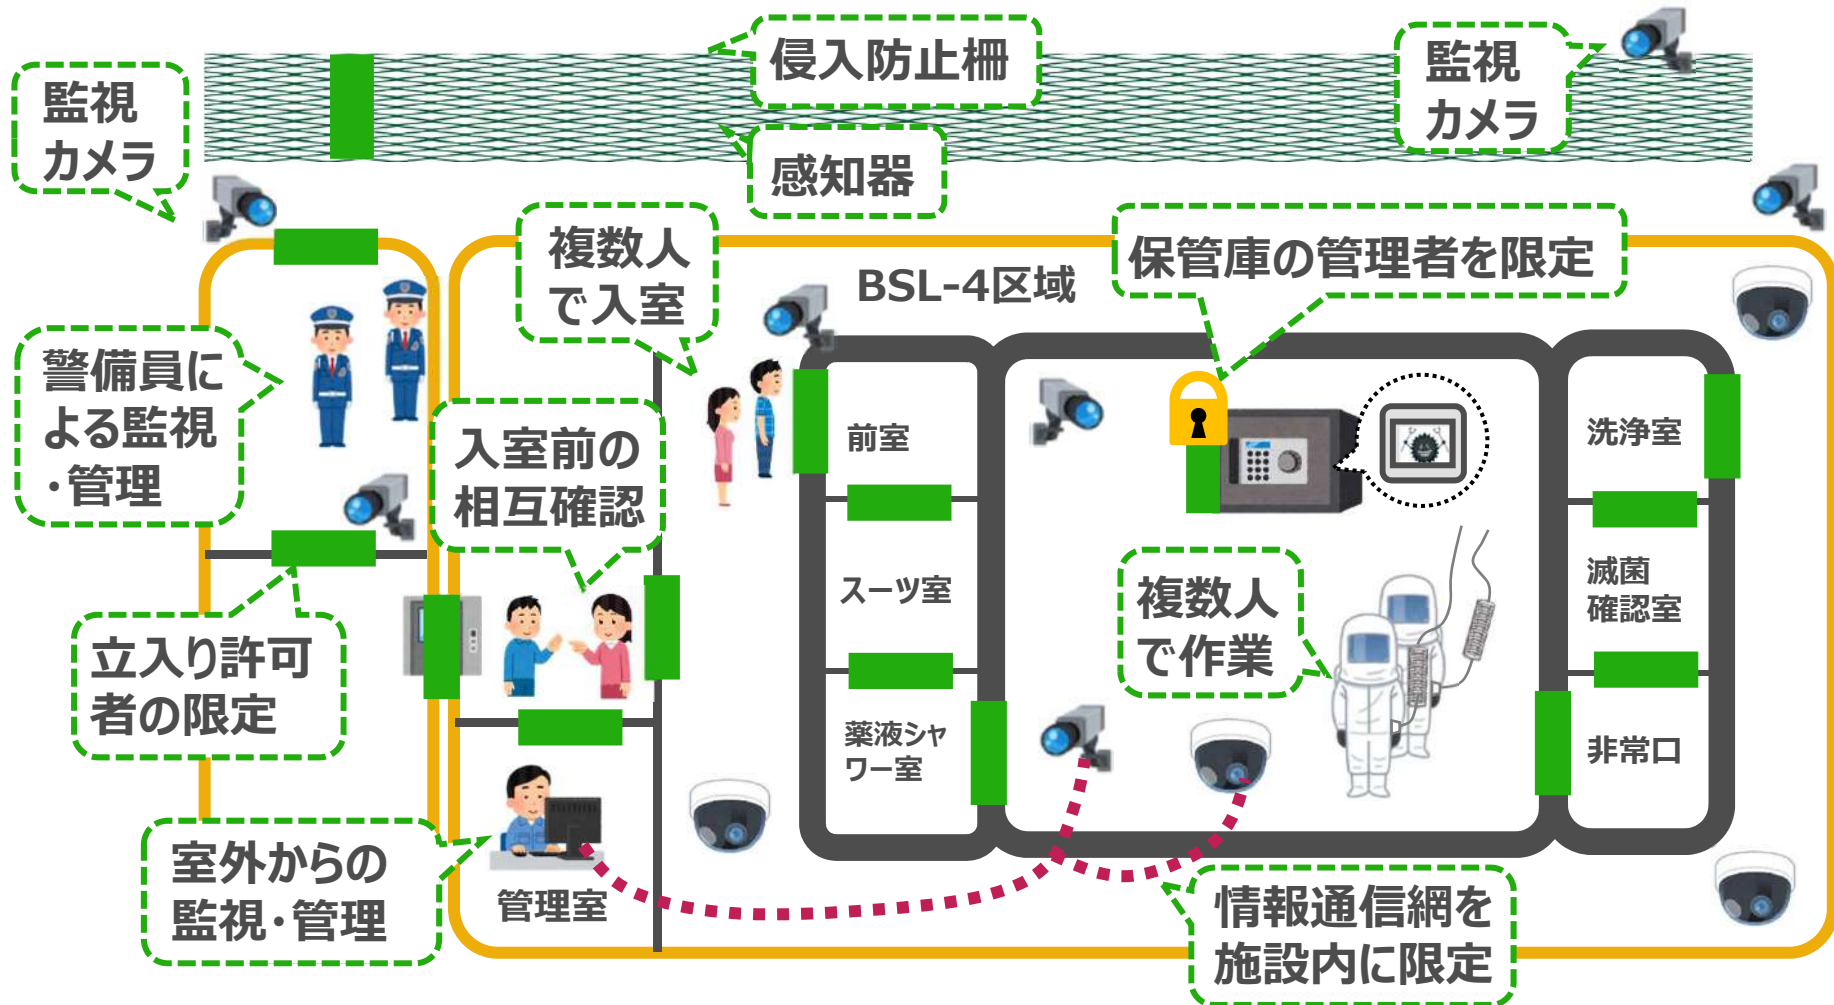 侵入防止柵
監視
カメラ
監視
カメラ
感知器
複数人
で入室
BSL-4区域
保管庫の管理者を限定
警備員に
よる監視
・管理
入室前の
相互確認
前室
洗浄室
スーツ室
複数人
で作業
滅菌
確認室
立入り許可
者の限定
薬液シャ
ワー室
非常口
室外からの
監視・管理
管理室
情報通信網を
施設内に限定